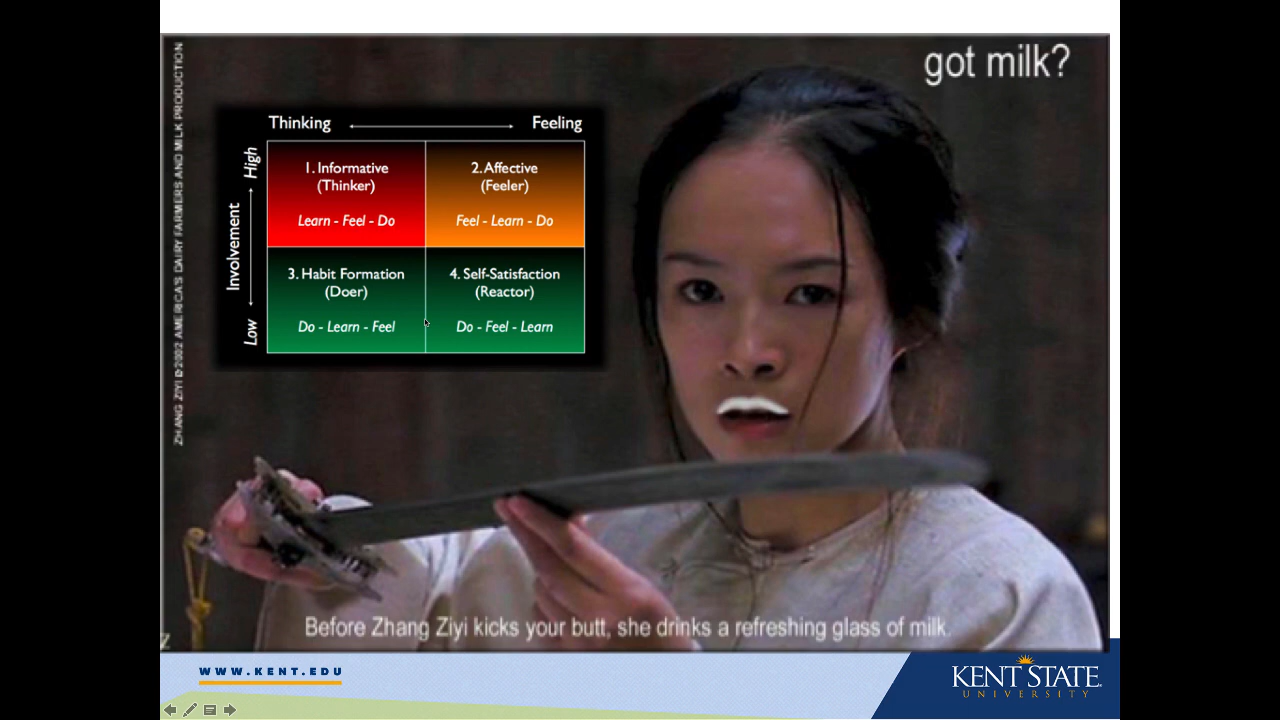 got milk?
ZHANG ZIYI ©2002 AMERICA'S DAIRY FARMERS AND MILK PRODUCTION
Thinking
Feeling
Involvement
High
Low
1. Informative
(Thinker)
Learn - Feel - Do
2. Affective
(Feeler)
Feel - Learn - Do
3. Habit Formation
(Doer)
Do - Learn - Feel
4. Self-Satisfaction
(Reactor)
Do - Feel - Learn
Before Zhang Ziyi kicks your butt, she drinks a refreshing glass of milk.
WWW.KENT.EDU
KENT STATE
UNIVERSITY